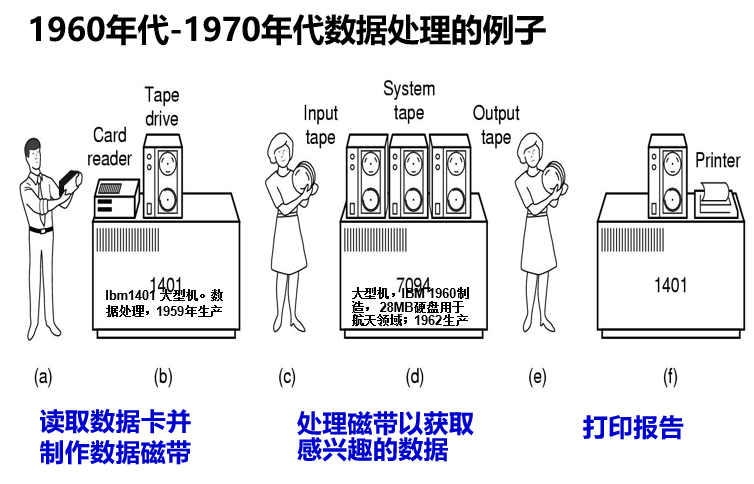 1960年代-1970年代数据处理的例子
Card
reader
Tape
drive
Input
tape
System
tape
Output
tape
Printer
1401
Ibm1401 大型机。数
据处理，1959年生产
7094
大型机，IBM 1960制
造， 28MB硬盘用于
航天领域；1962生产
1401
(a)
(b)
(c)
(d)
(e)
(f)
读取数据卡并
制作数据磁带
处理磁带以获取
感兴趣的数据
打印报告